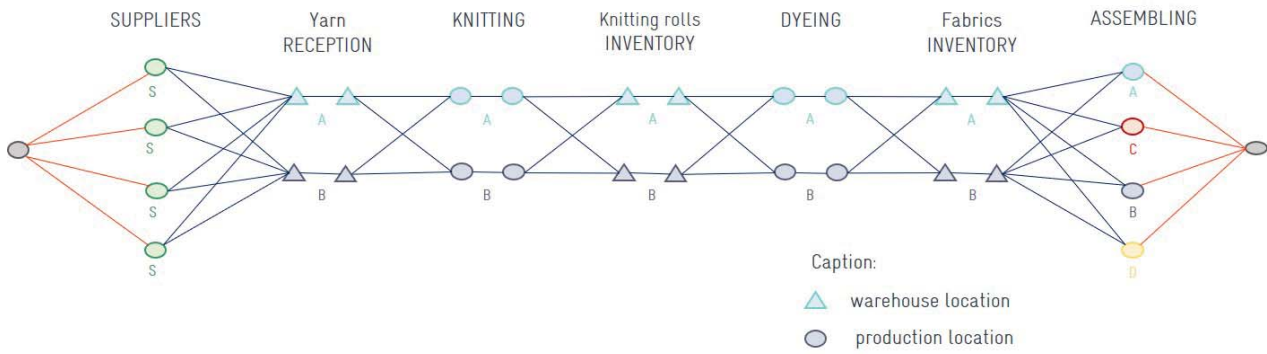 SUPPLIERS
Yarn
RECEPTION
KNITTING
Knitting rolls
INVENTORY
DYEING
Fabrics
INVENTORY
ASSEMBLING
S
S
S
S
A
B
A
B
A
B
A
B
A
B
A
C
B
D
Caption:
warehouse location
production location